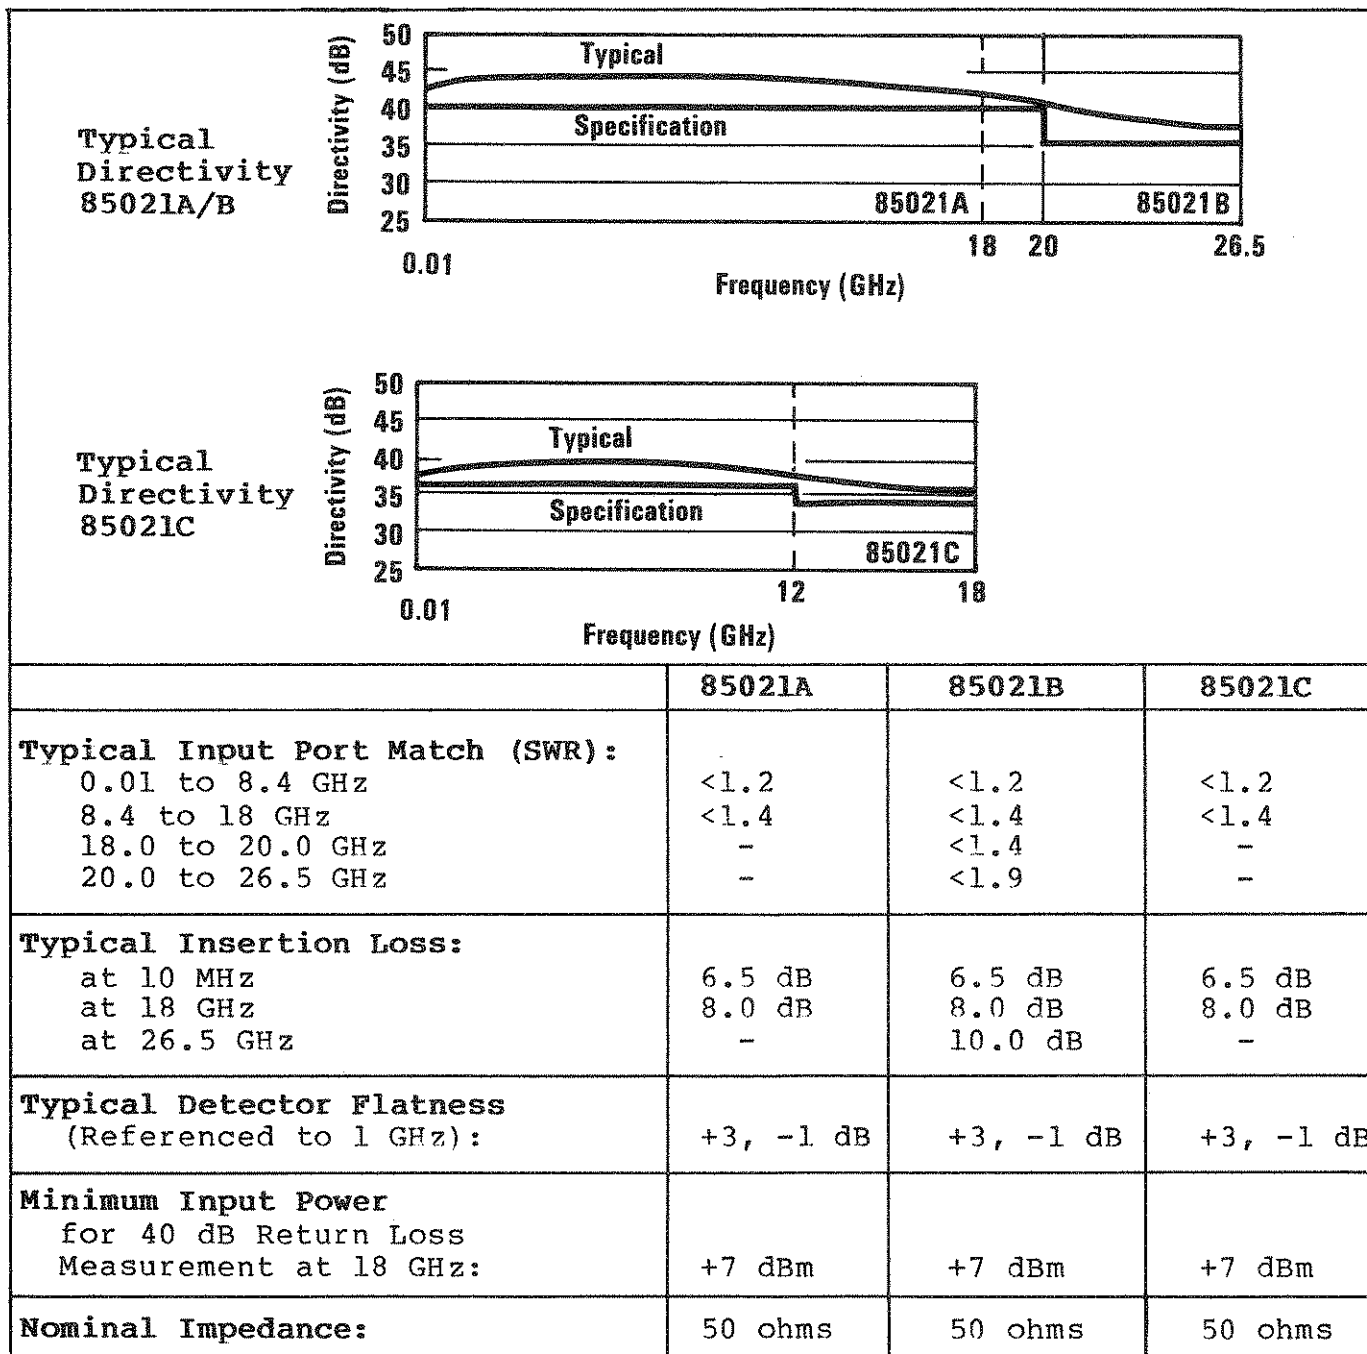 Typical
Directivity
85021A/B
Directivity (dB)
50
45
40
35
30
25
Typical
Specification
85021A
85021B
0.01
18
20
26.5
Frequency (GHz)
Typical
Directivity
85021C
Directivity (dB)
50
45
40
35
30
25
Typical
Specification
85021C
0.01
12
18
Frequency (GHz)
85021A 85021B 85021C
Typical Input Port Match (SWR):
0.01 to 8.4 GHz <1.2 <1.2 <1.2
8.4 to 18 GHz <1.4 <1.4 <1.4
18.0 to 20.0 GHz - <1.4 -
20.0 to 26.5 GHz - <1.9 -
Typical Insertion Loss:
at 10 MHz 6.5 dB 6.5 dB 6.5 dB
at 18 GHz 8.0 dB 8.0 dB 8.0 dB
at 26.5 GHz - 10.0 dB -
Typical Detector Flatness
(Referenced to 1 GHz): +3, -1 dB +3, -1 dB +3, -1 dB
Minimum Input Power
for 40 dB Return Loss
Measurement at 18 GHz: +7 dBm +7 dBm +7 dBm
Nominal Impedance: 50 ohms 50 ohms 50 ohms